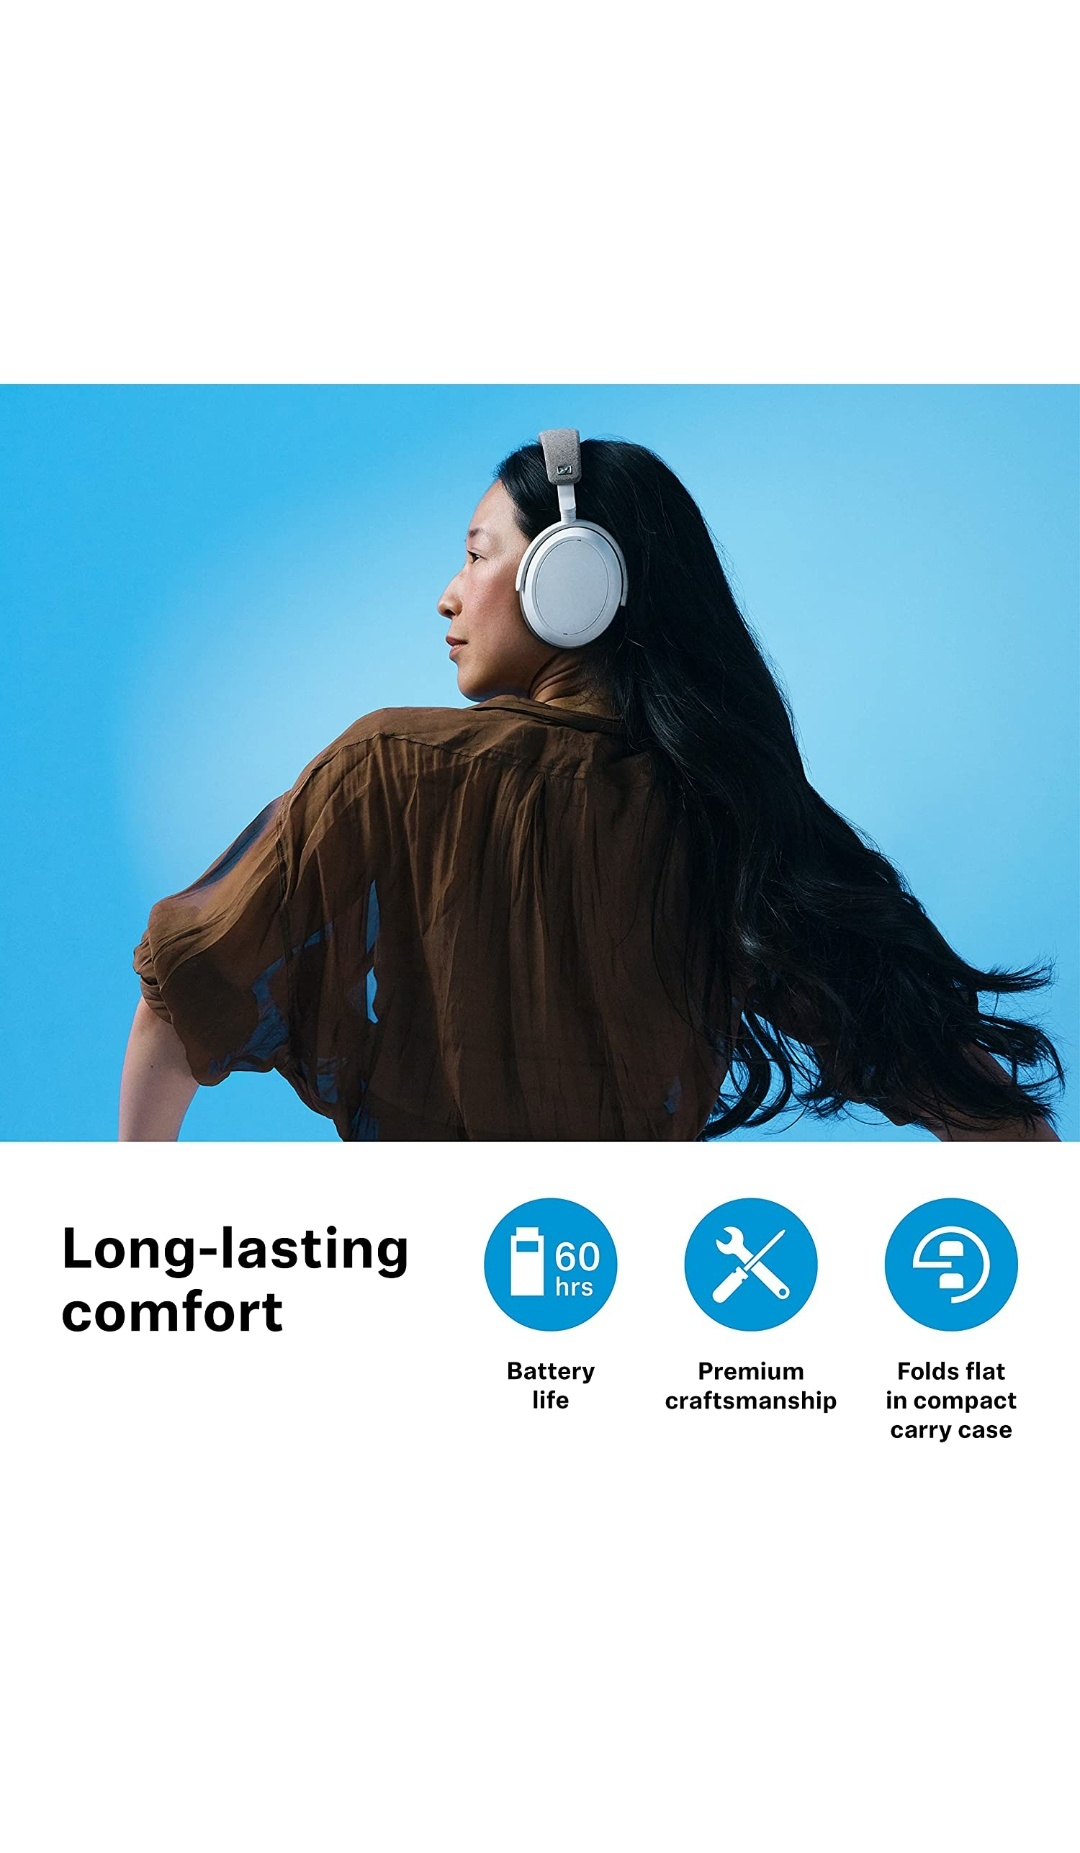 Long-lasting
comfort
60
hrs
Battery
life
Premium
craftsmanship
Folds flat
in compact
carry case